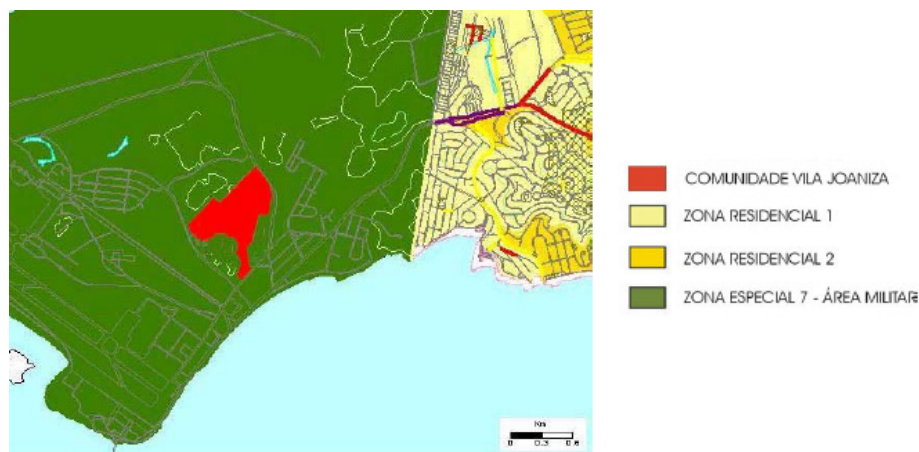 COMUNIDADE VILA JOANIZA
ZONA RESIDENCIAL 1
ZONA RESIDENCIAL 2
ZONA ESPECIAL 7 - ÁREA MILITAR
Km
0 0.3 0.6